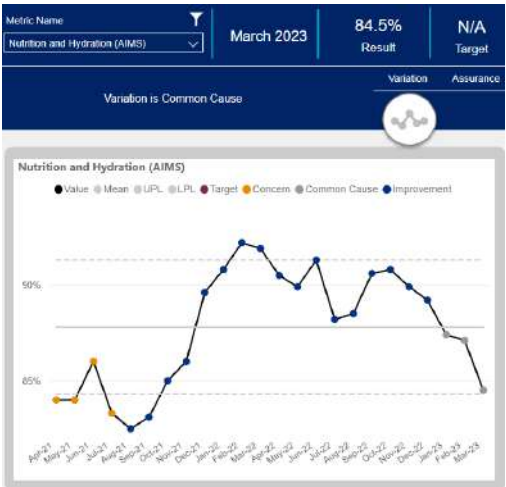 Metric Name
Nutrition and Hydration (AIMS)
March 2023
84.5%
Result
N/A
Target
Variation
Assurance
Variation is Common Cause
Nutrition and Hydration (AIMS)
Value Mean UPL LPL Target Concern Common Cause Improvement
90%
85%
Apr-21 May-21 Jun-21 Jul-21 Aug-21 Sep-21 Oct-21 Nov-21 Dec-21 Jan-22 Feb-22 Mar-22 Apr-22 May-22 Jun-22 Jul-22 Aug-22 Sep-22 Oct-22 Nov-22 Dec-22 Jan-23 Feb-23 Mar-23